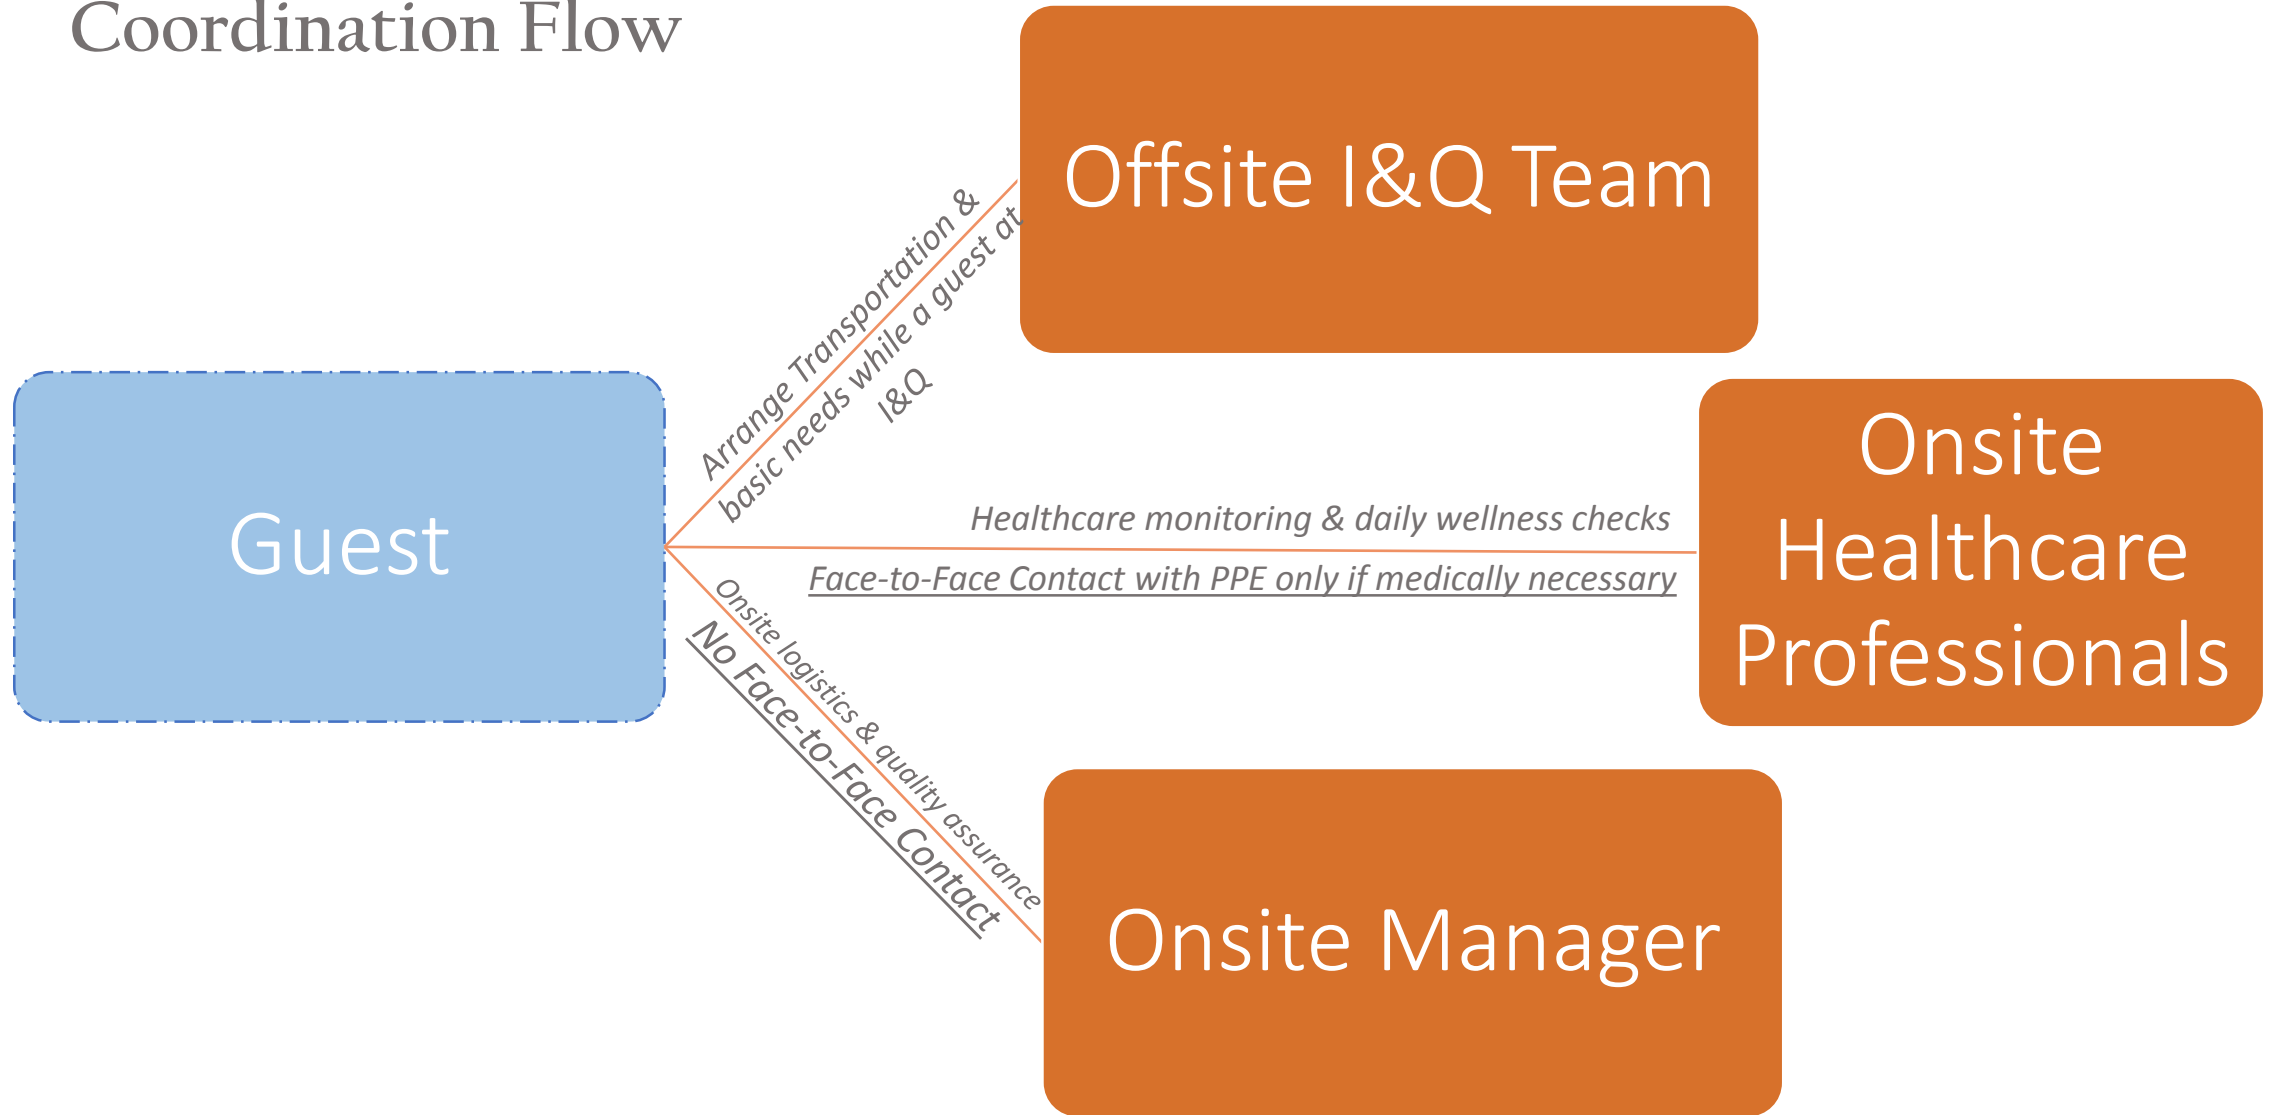 Coordination Flow
Offsite I&Q Team
Arrange Transportation &
basic needs while a guest at
I&Q
Guest
Healthcare monitoring & daily wellness checks
Face-to-Face Contact with PPE only if medically necessary
Onsite
Healthcare
Professionals
Onsite logistics & quality assurance
No Face-to-Face Contact
Onsite Manager